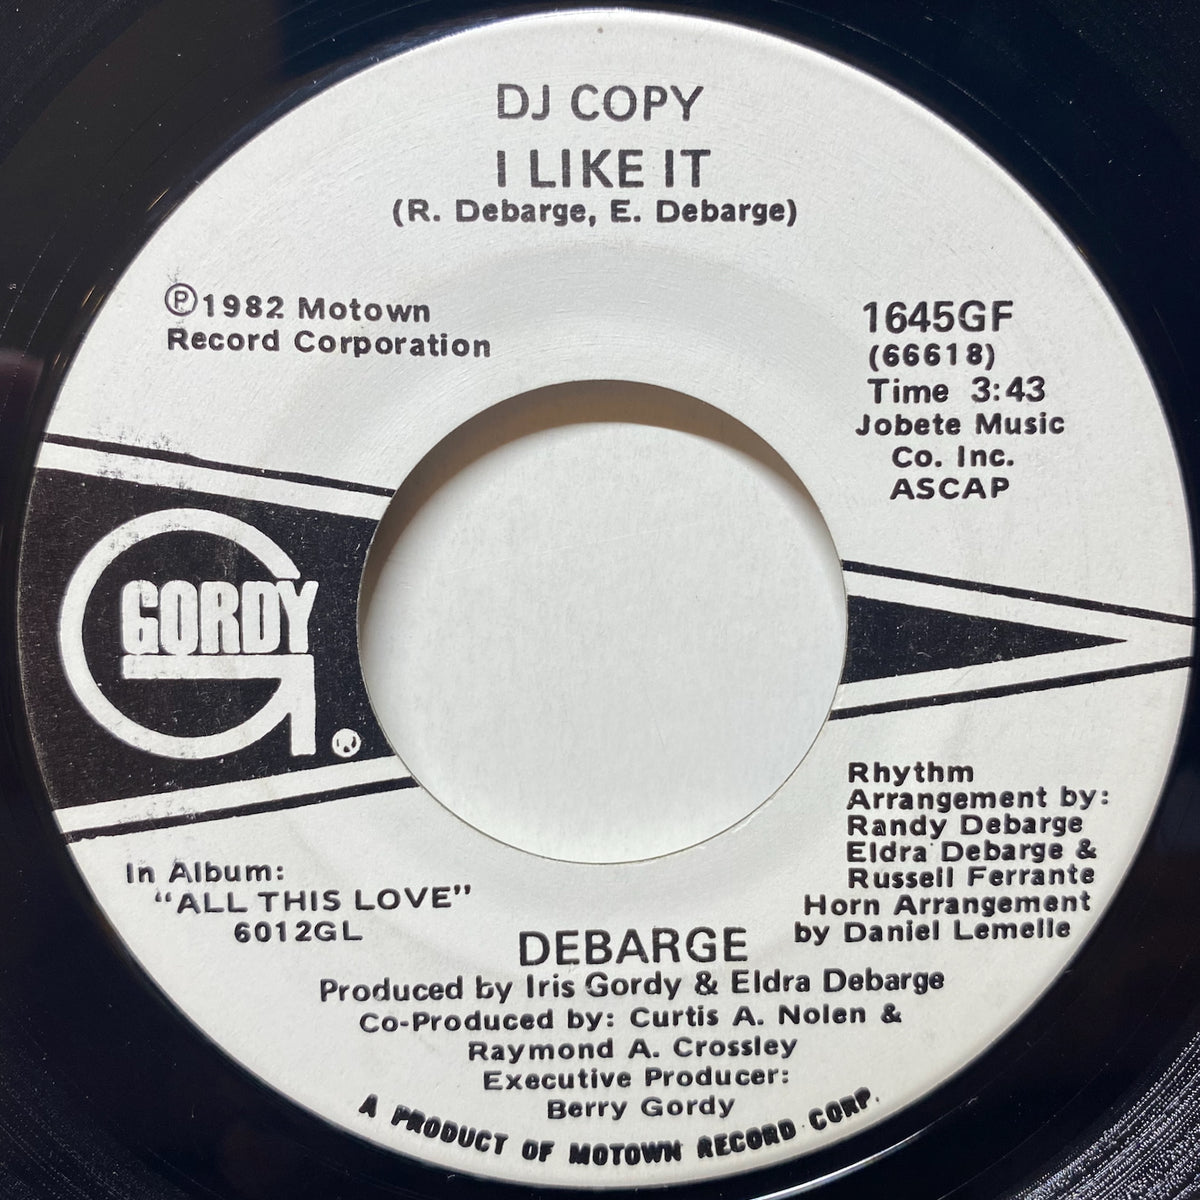 DJ COPY
I LIKE IT
(R. Debarge, E. Debarge)
℗1982 Motown
Record Corporation
1645GF
(66618)
Time 3:43
Jobete Music
Co. Inc.
ASCAP
GORDY
®
In Album:
"ALL THIS LOVE"
6012GL
Rhythm
Arrangement by:
Randy Debarge
Eldra Debarge &
Russell Ferrante
Horn Arrangement
by Daniel Lemelle
DEBARGE
Produced by Iris Gordy & Eldra Debarge
Co-Produced by: Curtis A. Nolen &
Raymond A. Crossley
Executive Producer:
Berry Gordy
A PRODUCT OF MOTOWN RECORD CORP.